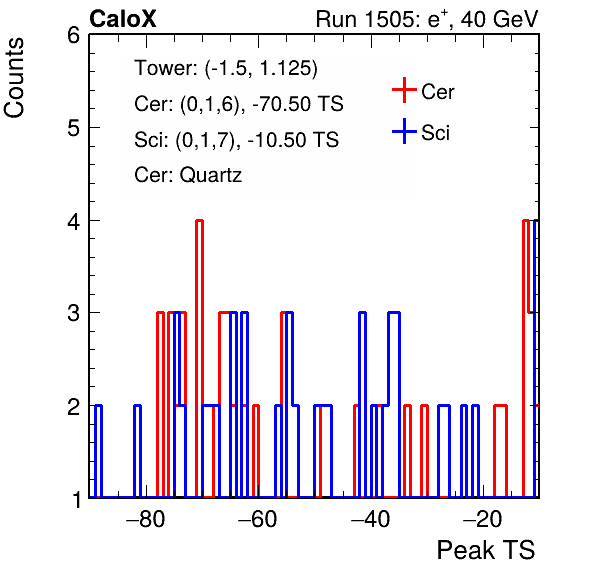 CaloX Run 1505: e⁺, 40 GeV
Counts
6
Tower: (-1.5, 1.125)
Cer: (0,1,6), -70.50 TS
Sci: (0,1,7), -10.50 TS
Cer: Quartz
Cer
Sci
5
4
3
2
1
−80 −60 −40 −20
Peak TS